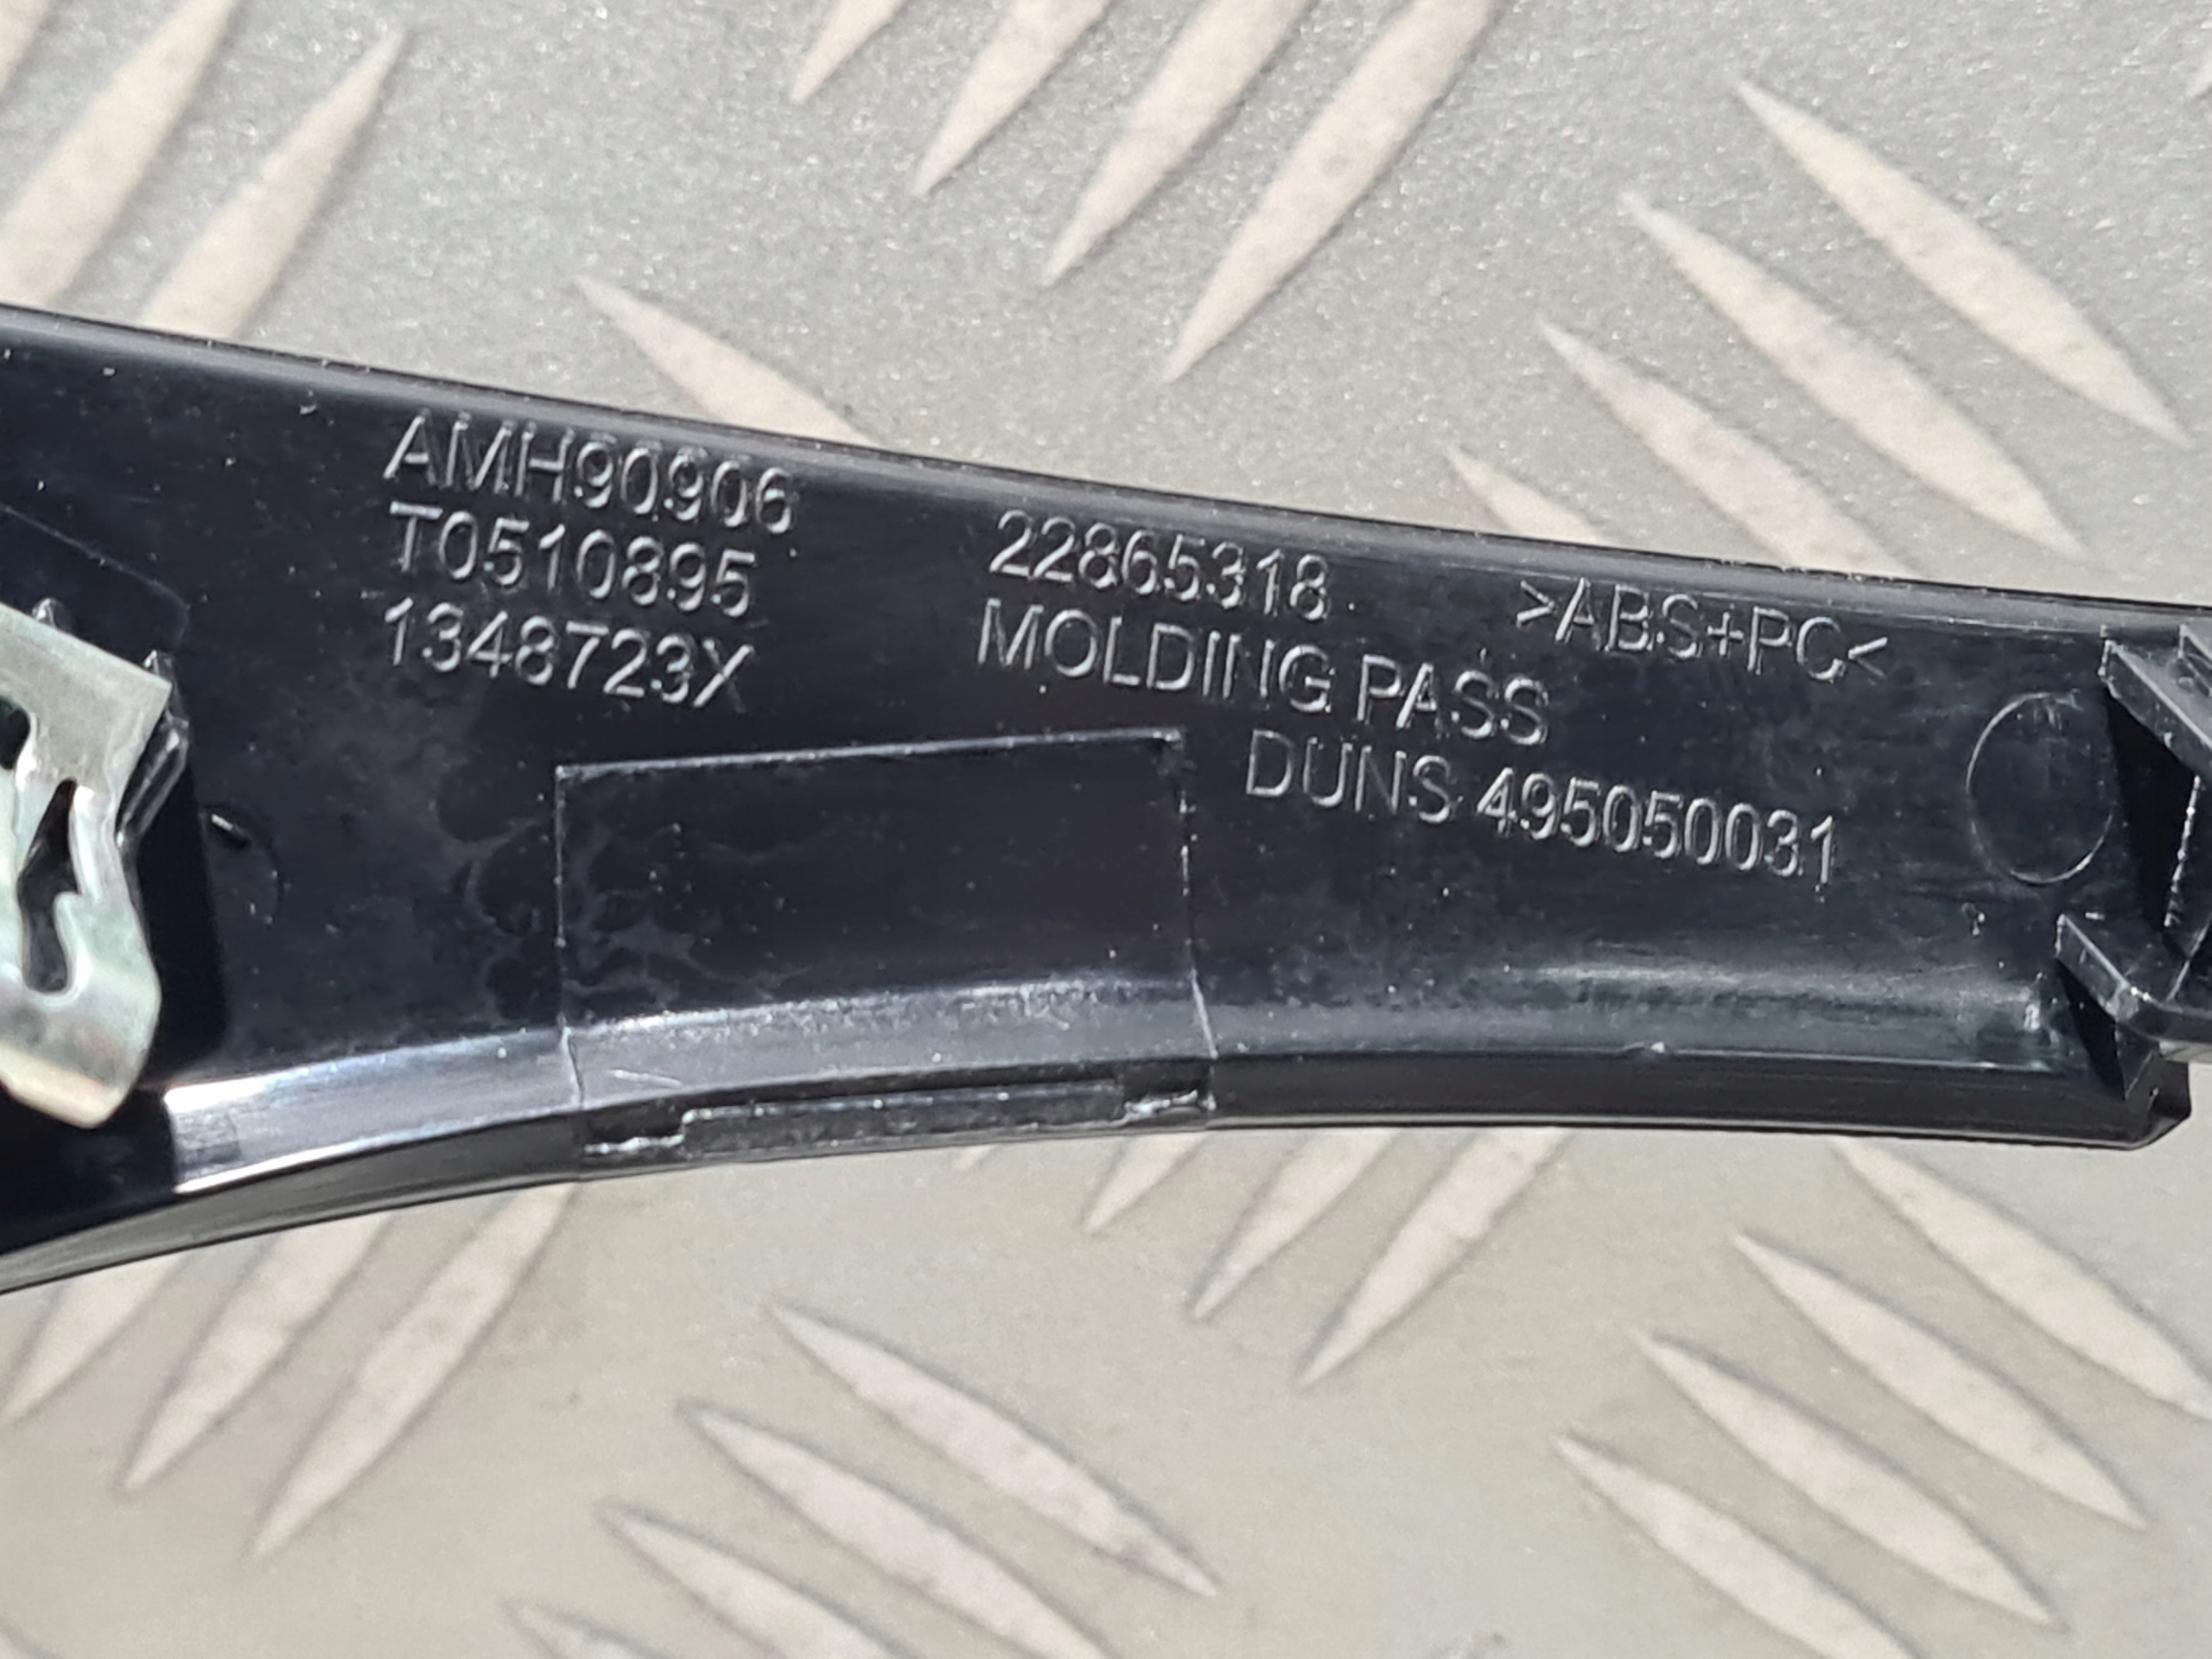 AMH90906
T0510895
1348723X
22865318
MOLDING PASS
>ABS+PC<
DUNS 495050031